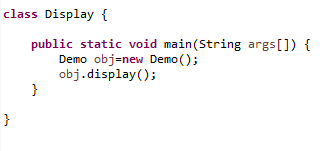 class Display {
public static void main(String args[]) {
Demo obj=new Demo();
obj.display();
}
}